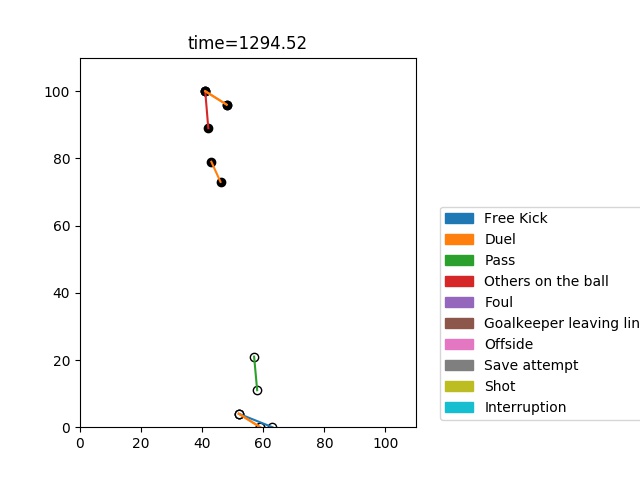 time=1294.52
100
80
60
40
20
0
0 20 40 60 80 100
Free Kick
Duel
Pass
Others on the ball
Foul
Goalkeeper leaving lin
Offside
Save attempt
Shot
Interruption